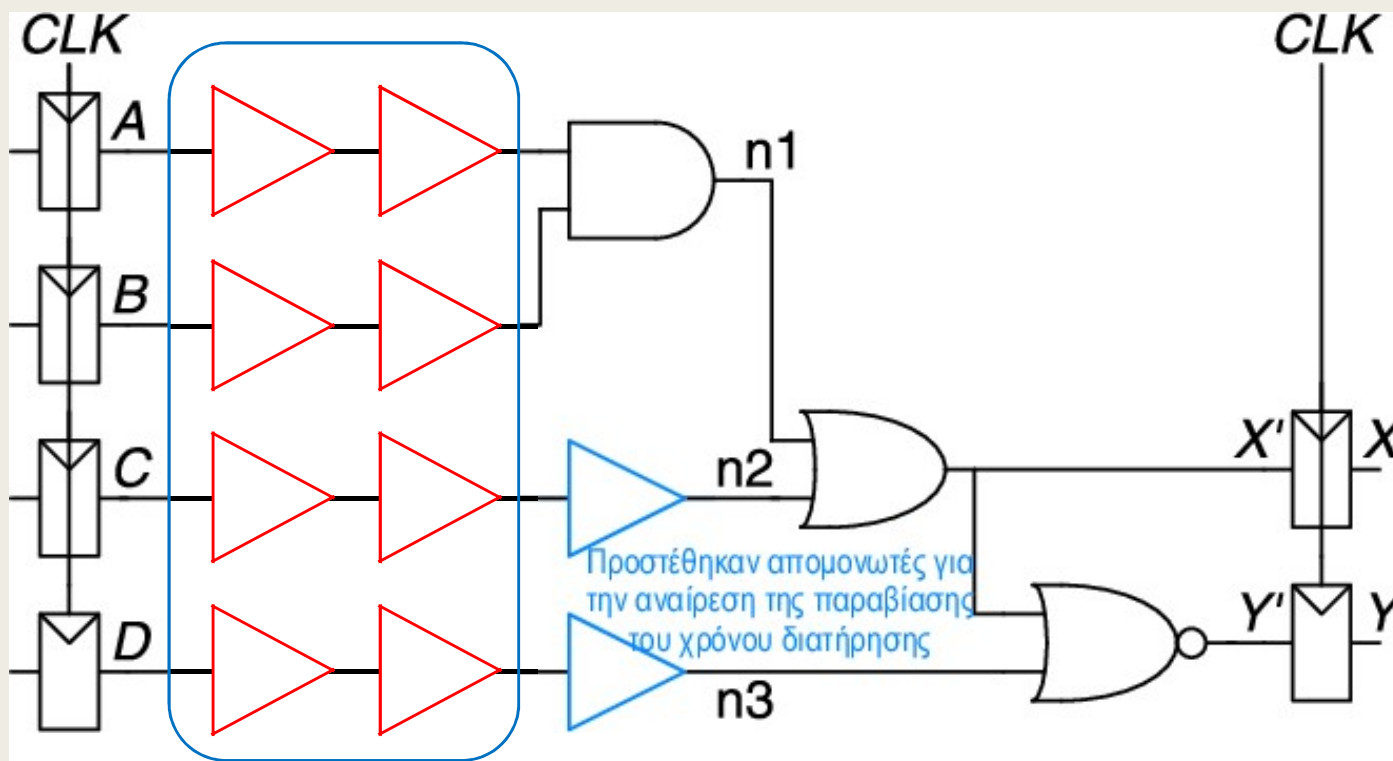 CLK
CLK
A
n1
B
C
n2
X'
X
Προστέθηκαν απομονωτές για
την αναίρεση της παραβίασης
του χρόνου διατήρησης
D
Y'
Y
n3